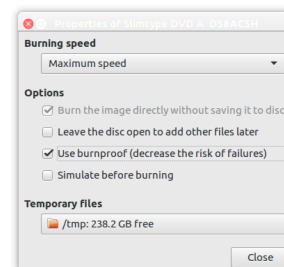 Properties of Slimtype DVD A DS8ACSH
Burning speed
Maximum speed
Options
Burn the image directly without saving it to disc
Leave the disc open to add other files later
Use burnproof (decrease the risk of failures)
Simulate before burning
Temporary files
/tmp: 238.2 GB free
Close